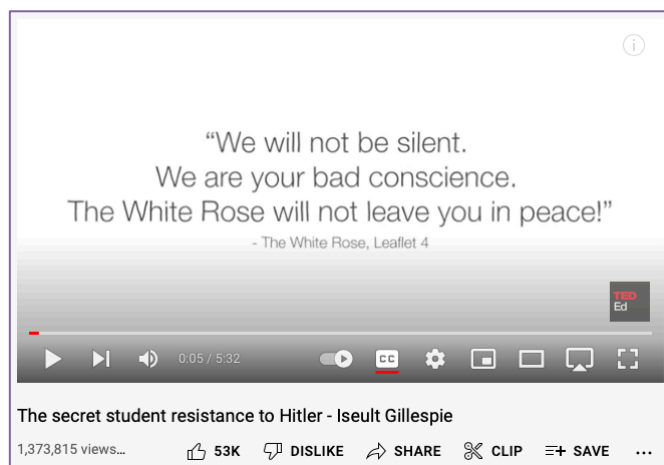 “We will not be silent.
We are your bad conscience.
The White Rose will not leave you in peace!”
- The White Rose, Leaflet 4
TED
Ed
0:05 / 5:32
CC
The secret student resistance to Hitler - Iseult Gillespie
1,373,815 views...
53K
DISLIKE
SHARE
CLIP
SAVE